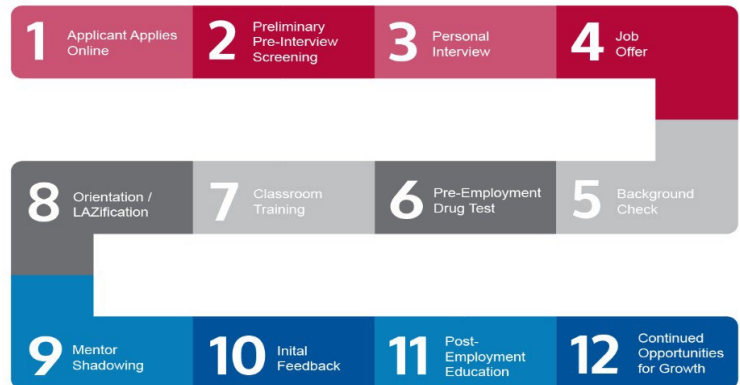 1 Applicant Applies
Online
2 Preliminary
Pre-Interview
Screening
3 Personal
Interview
4 Job
Offer
5 Background
Check
6 Pre-Employment
Drug Test
7 Classroom
Training
8 Orientation /
LAZification
9 Mentor
Shadowing
10 Inital
Feedback
11 Post-
Employment
Education
12 Continued
Opportunities
for Growth